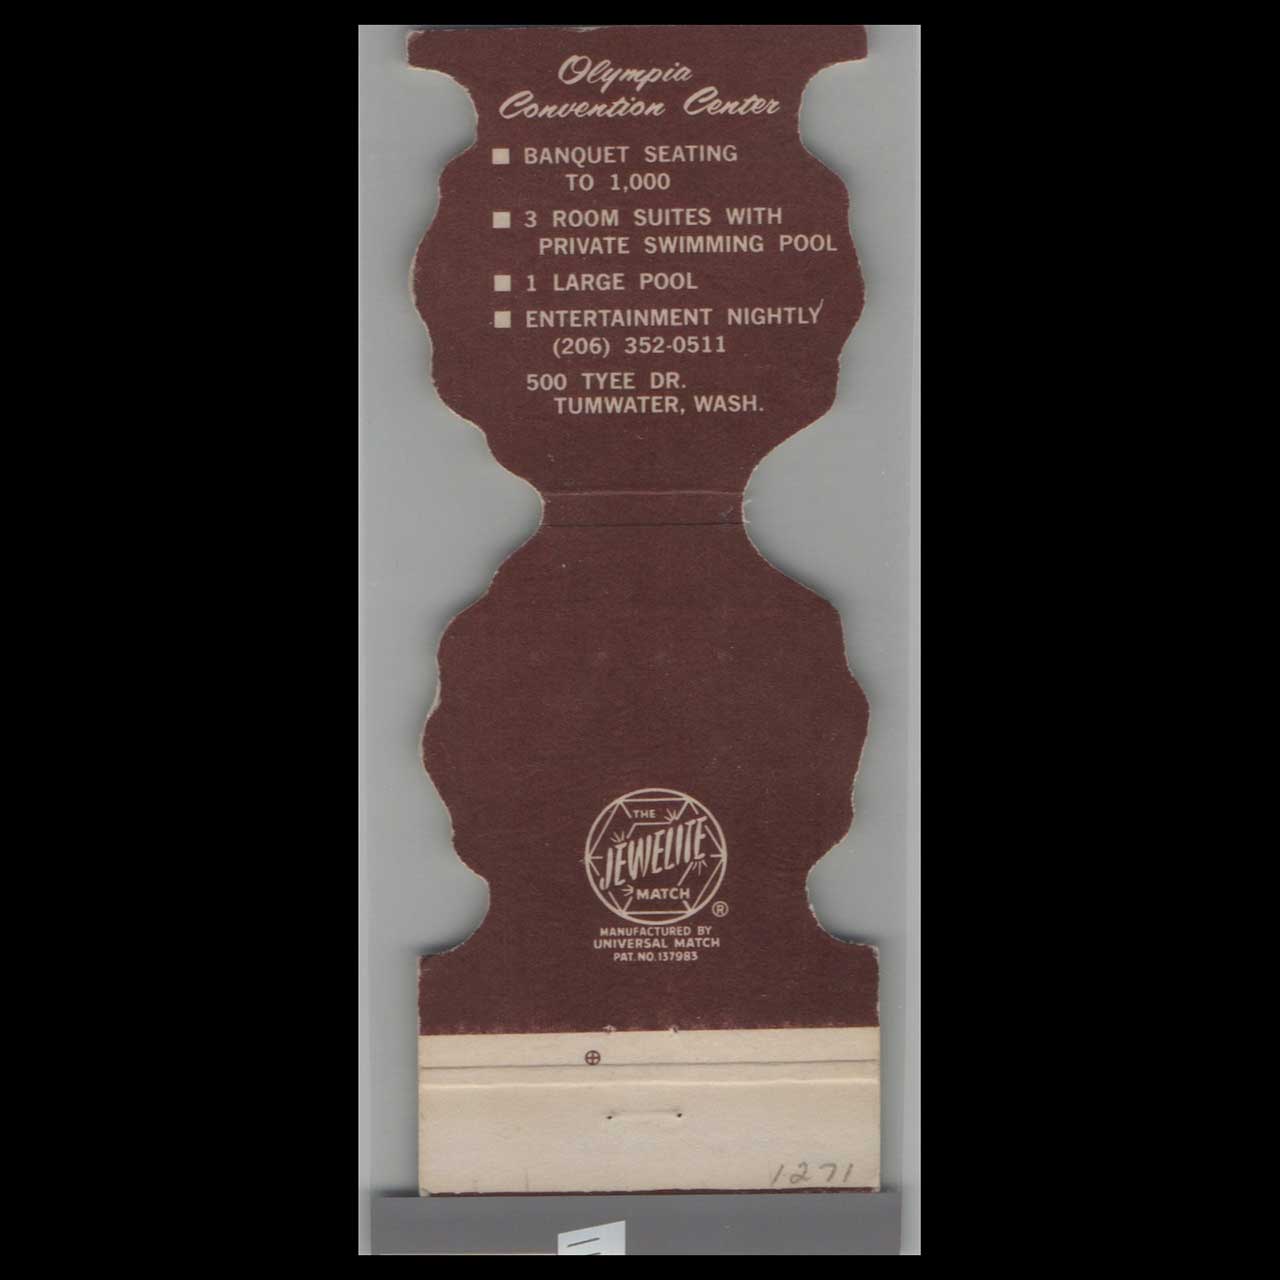 Olympia
Convention Center
■ BANQUET SEATING
TO 1,000
■ 3 ROOM SUITES WITH
PRIVATE SWIMMING POOL
■ 1 LARGE POOL
■ ENTERTAINMENT NIGHTLY
(206) 352-0511
500 TYEE DR.
TUMWATER, WASH.
THE
JEWELITE
MATCH
®
MANUFACTURED BY
UNIVERSAL MATCH
PAT. NO. 137983
1271